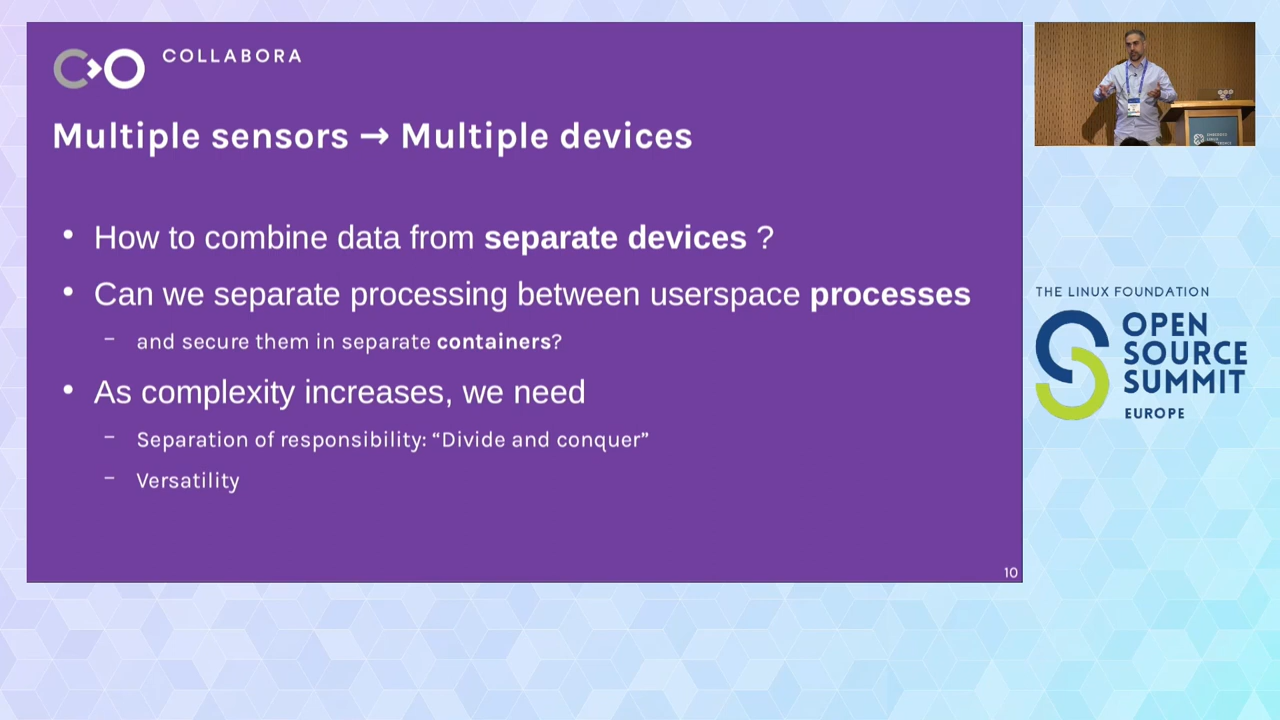 COLLABORA
Multiple sensors → Multiple devices
• How to combine data from separate devices ?
• Can we separate processing between userspace processes
– and secure them in separate containers?
• As complexity increases, we need
– Separation of responsibility: “Divide and conquer”
– Versatility
10
THE LINUX FOUNDATION
OPEN
SOURCE
SUMMIT
EUROPE